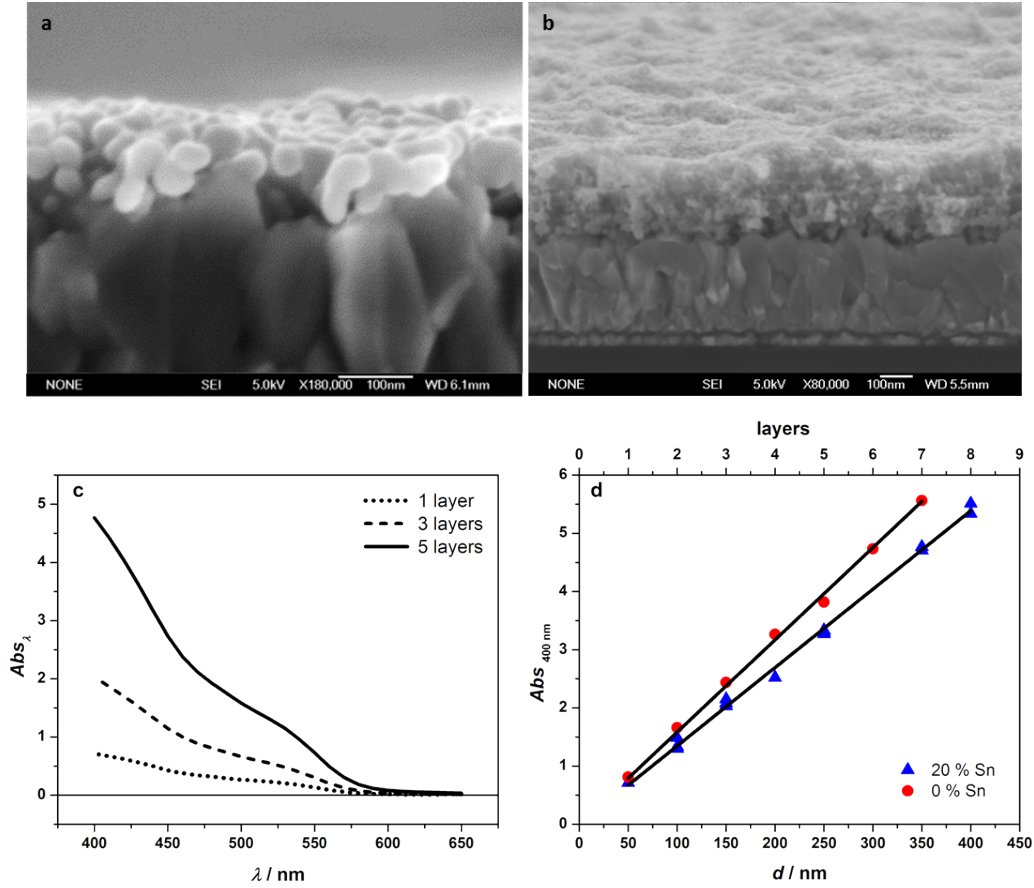 a
NONE SEI 5.0kV X180,000 100nm WD 6.1mm
b
NONE SEI 5.0kV X80,000 100nm WD 5.5mm
c
1 layer
3 layers
5 layers
5
4
3
2
1
0
Abs λ
400 450 500 550 600 650
λ / nm
layers
0 1 2 3 4 5 6 7 8 9
d
6
5
4
3
2
1
0
Abs 400 nm
20 % Sn
0 % Sn
0 50 100 150 200 250 300 350 400 450
d / nm